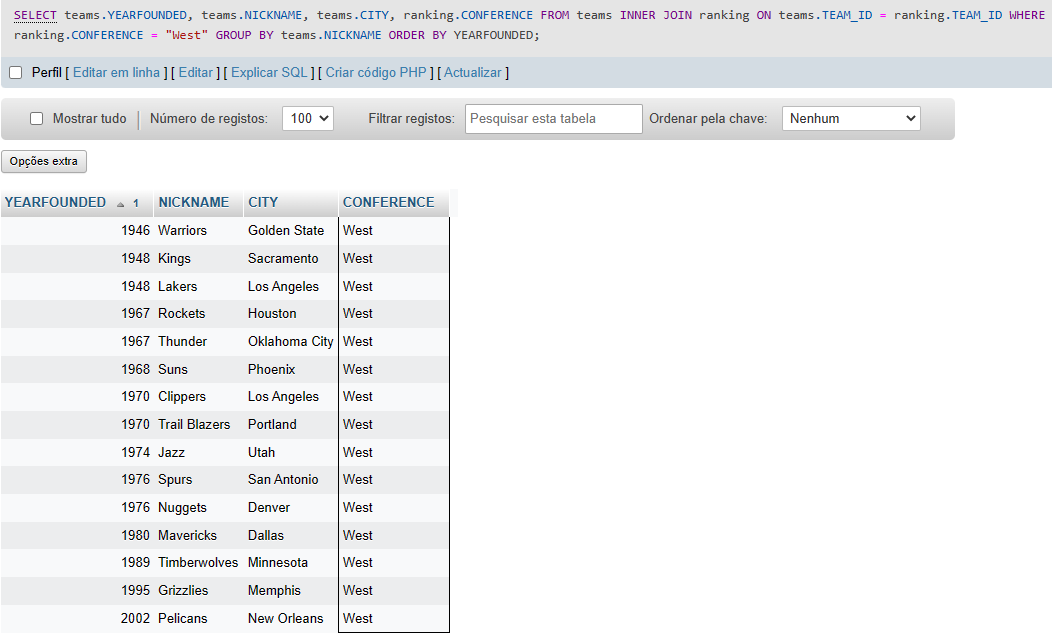 SELECT teams.YEARFOUNDED, teams.NICKNAME, teams.CITY, ranking.CONFERENCE FROM teams INNER JOIN ranking ON teams.TEAM_ID = ranking.TEAM_ID WHERE
ranking.CONFERENCE = "West" GROUP BY teams.NICKNAME ORDER BY YEARFOUNDED;
Perfil [ Editar em linha ] [ Editar ] [ Explicar SQL ] [ Criar código PHP ] [ Actualizar ]
Mostrar tudo Número de registos: 100 Filtrar registos: Pesquisar esta tabela Ordenar pela chave: Nenhum
Opções extra
YEARFOUNDED 1 NICKNAME CITY CONFERENCE
1946 Warriors Golden State West
1948 Kings Sacramento West
1948 Lakers Los Angeles West
1967 Rockets Houston West
1967 Thunder Oklahoma City West
1968 Suns Phoenix West
1970 Clippers Los Angeles West
1970 Trail Blazers Portland West
1974 Jazz Utah West
1976 Spurs San Antonio West
1976 Nuggets Denver West
1980 Mavericks Dallas West
1989 Timberwolves Minnesota West
1995 Grizzlies Memphis West
2002 Pelicans New Orleans West